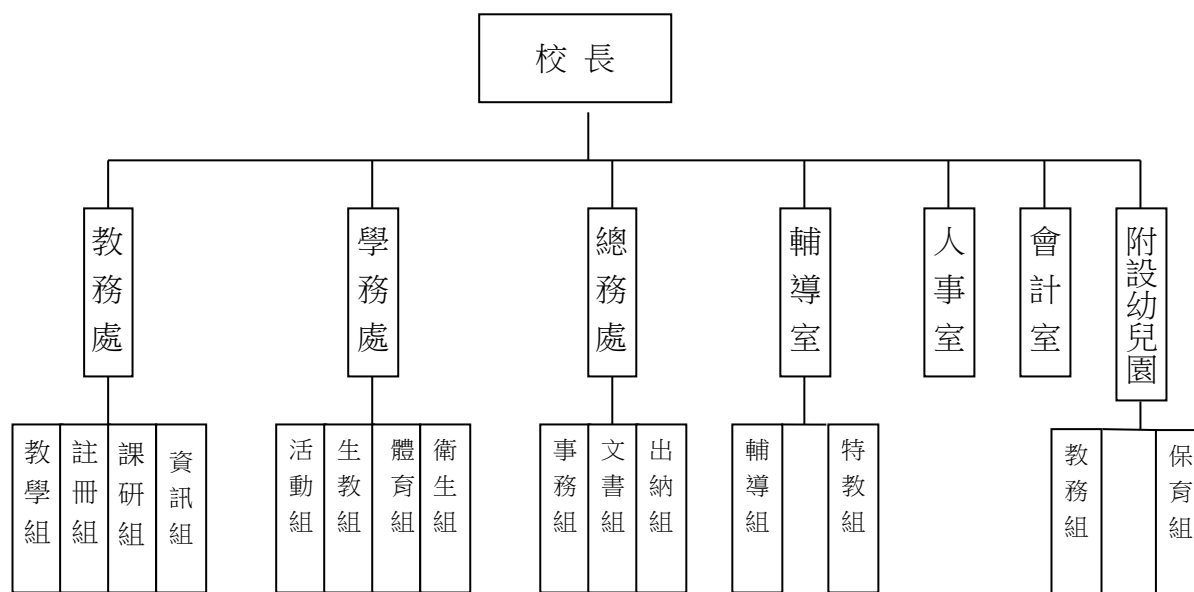 校長
教務處
學務處
總務處
輔導室
人事室
會計室
附設幼兒園
教學組
註冊組
課研組
資訊組
活動組
生教組
體育組
衛生組
事務組
文書組
出納組
輔導組
特教組
教務組
保育組